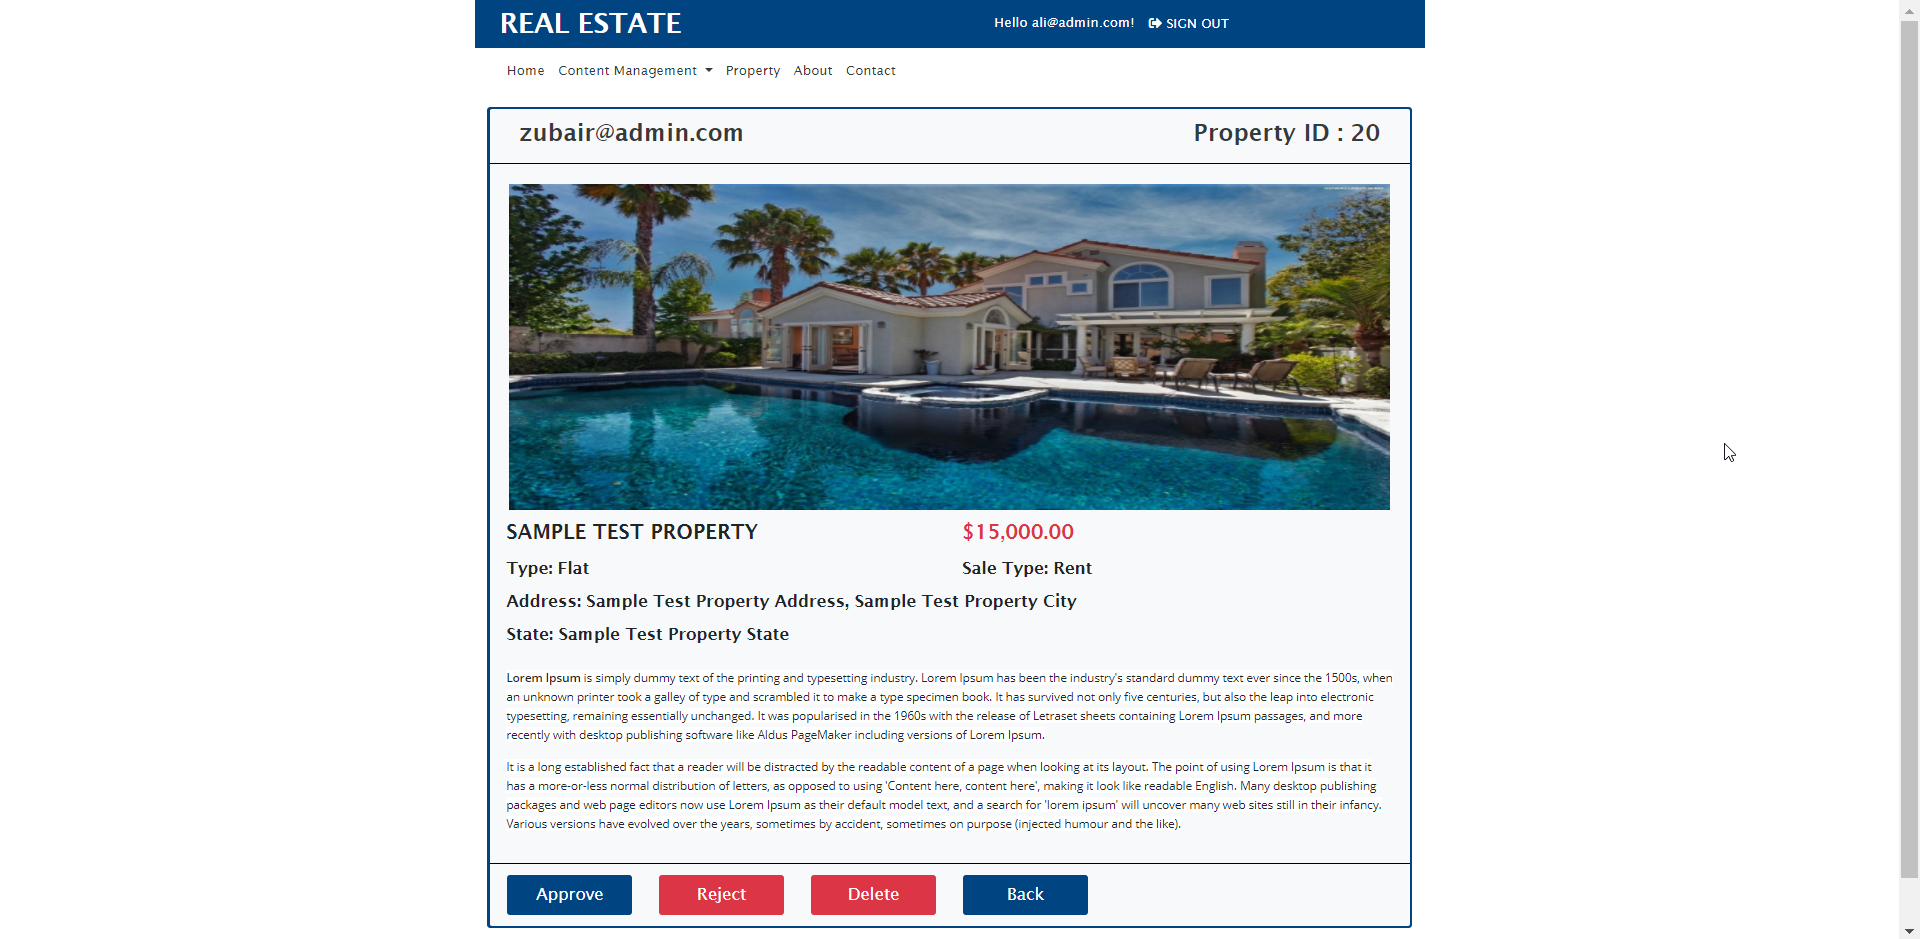 REAL ESTATE
Hello ali@admin.com! SIGN OUT
Home Content Management Property About Contact
zubair@admin.com Property ID : 20
SAMPLE TEST PROPERTY $15,000.00
Type: Flat Sale Type: Rent
Address: Sample Test Property Address, Sample Test Property City
State: Sample Test Property State
Lorem Ipsum is simply dummy text of the printing and typesetting industry. Lorem Ipsum has been the industry's standard dummy text ever since the 1500s, when
an unknown printer took a galley of type and scrambled it to make a type specimen book. It has survived not only five centuries, but also the leap into electronic
typesetting, remaining essentially unchanged. It was popularised in the 1960s with the release of Letraset sheets containing Lorem Ipsum passages, and more
recently with desktop publishing software like Aldus PageMaker including versions of Lorem Ipsum.
It is a long established fact that a reader will be distracted by the readable content of a page when looking at its layout. The point of using Lorem Ipsum is that it
has a more-or-less normal distribution of letters, as opposed to using 'Content here, content here', making it look like readable English. Many desktop publishing
packages and web page editors now use Lorem Ipsum as their default model text, and a search for 'lorem ipsum' will uncover many web sites still in their infancy.
Various versions have evolved over the years, sometimes by accident, sometimes on purpose (injected humour and the like).
Approve Reject Delete Back